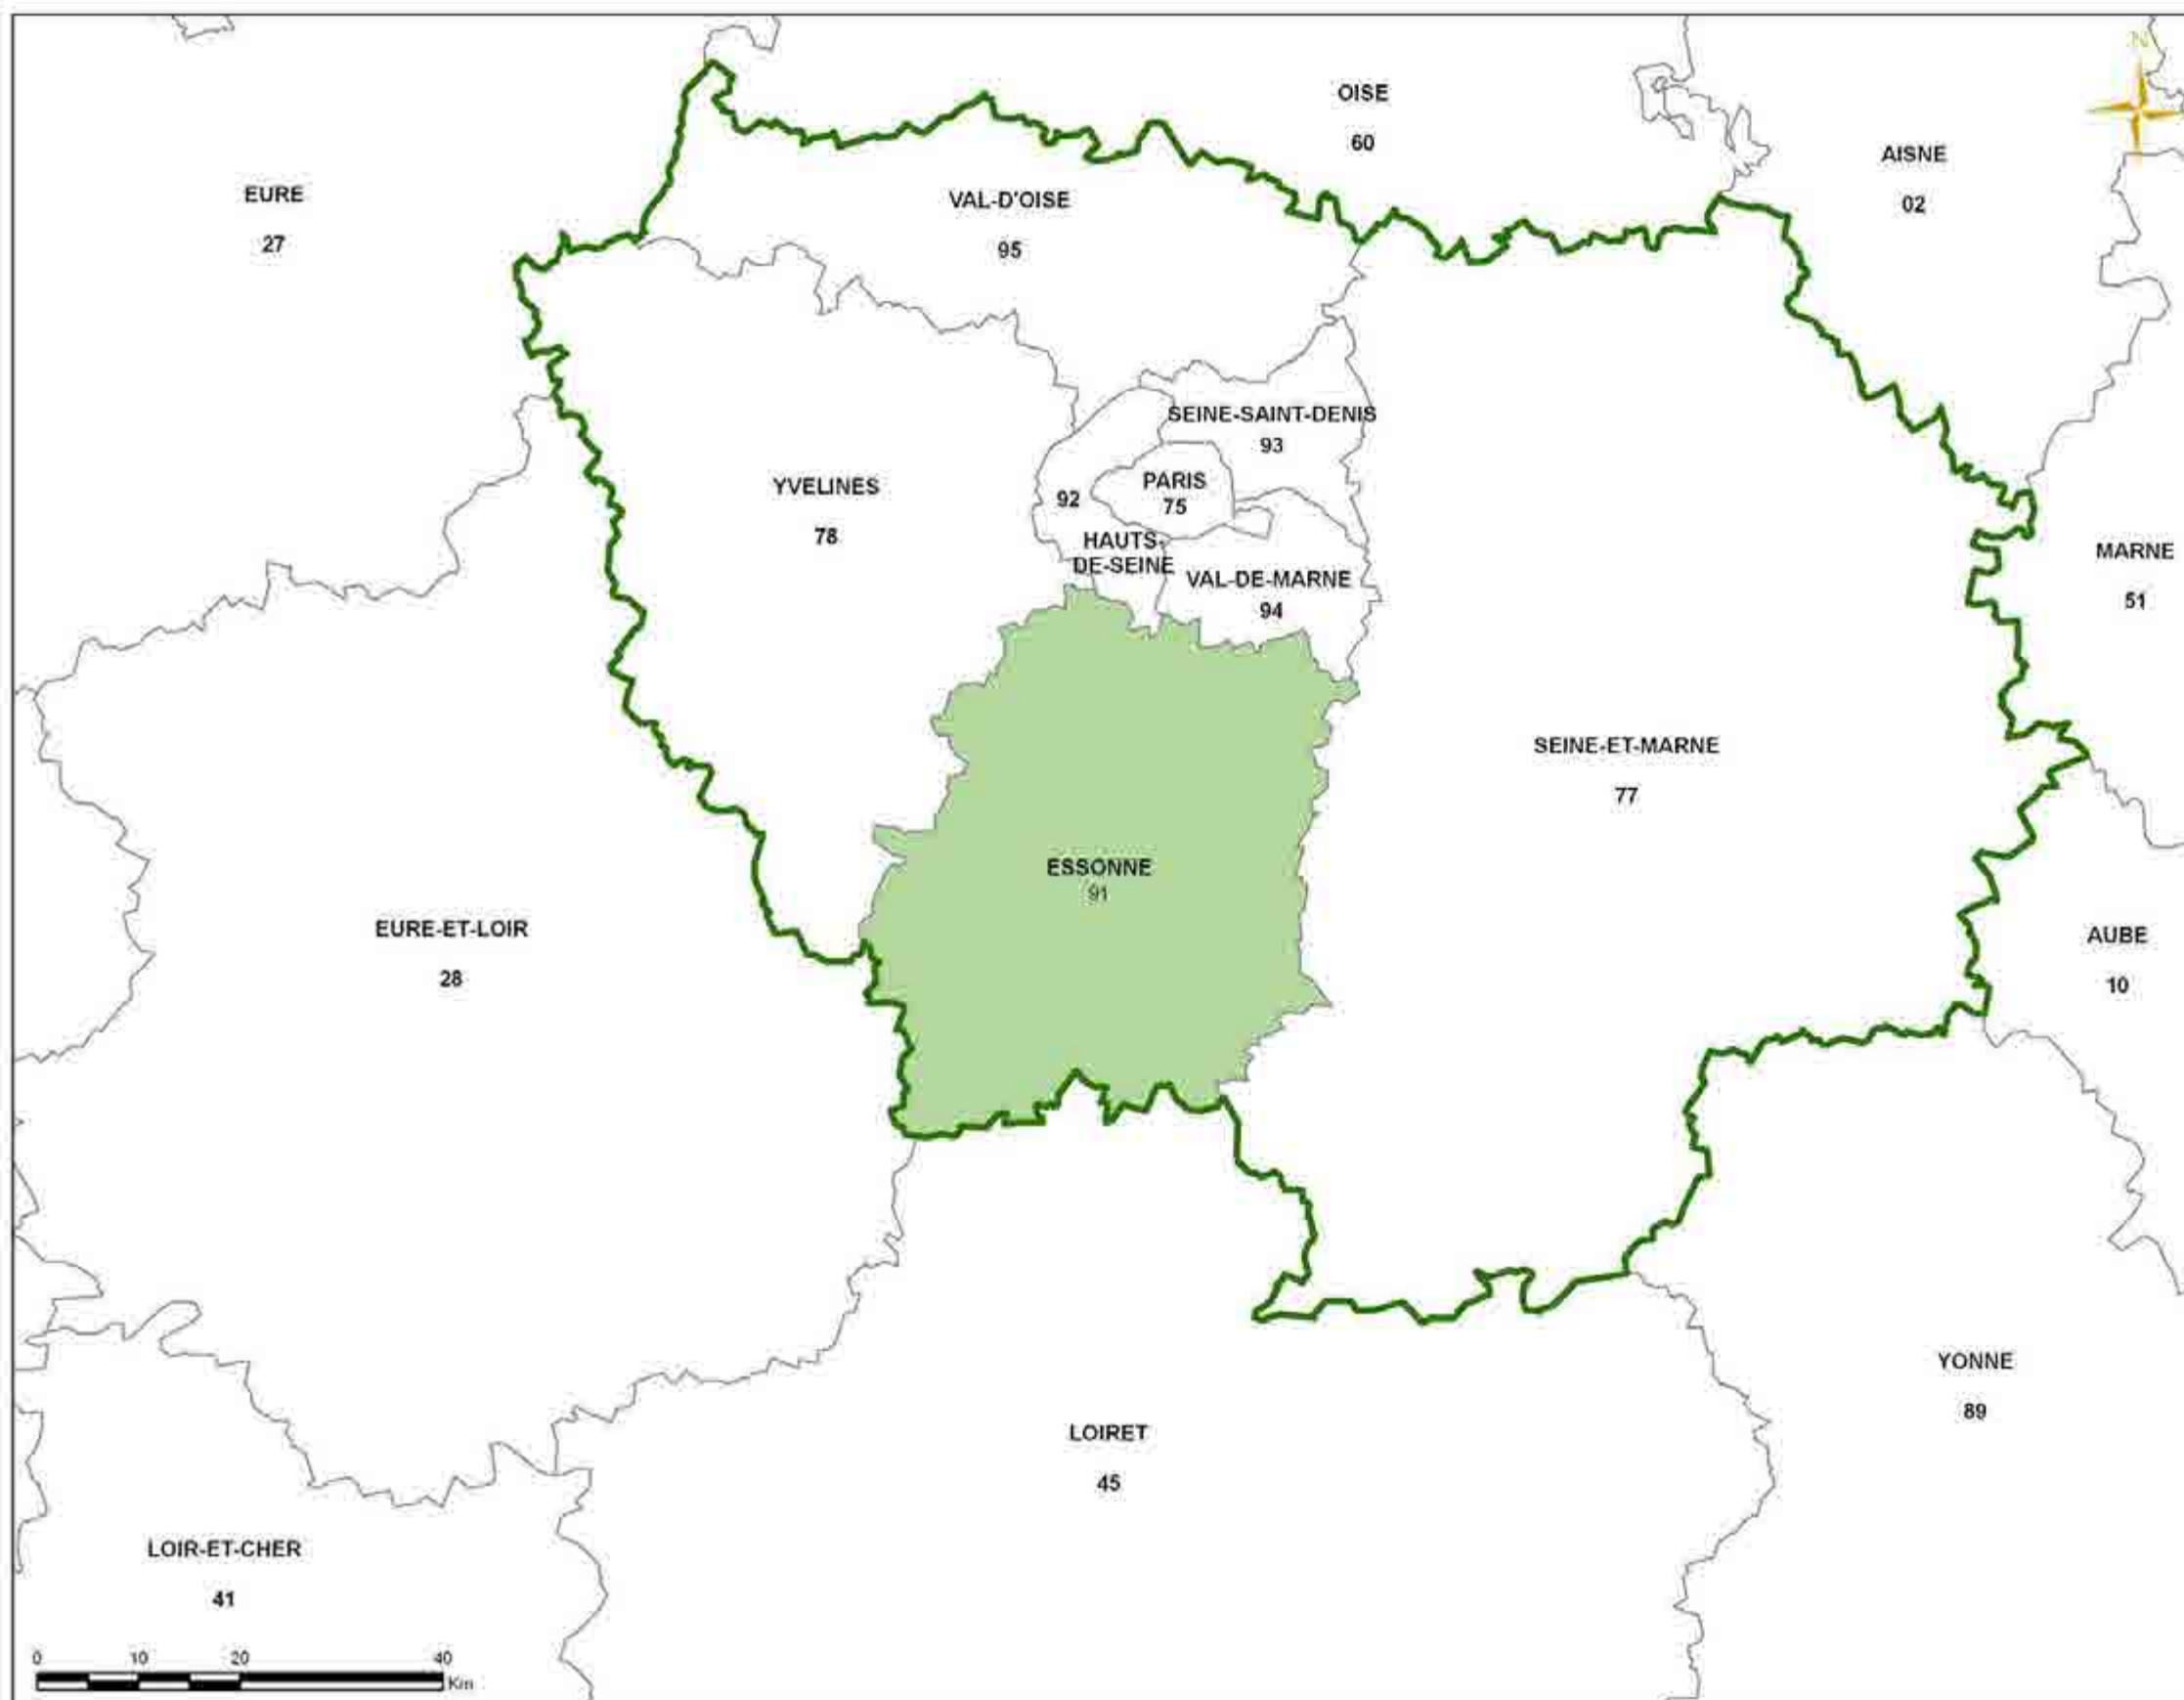 N
OISE
60
AISNE
02
EURE
27
VAL-D'OISE
95
SEINE-SAINT-DENIS
93
YVELINES
78
92
PARIS
75
HAUTS-
DE-SEINE
VAL-DE-MARNE
94
MARNE
51
SEINE-ET-MARNE
77
ESSONNE
91
EURE-ET-LOIR
28
AUBE
10
YONNE
89
LOIRET
45
LOIR-ET-CHER
41
0 10 20 40
Km